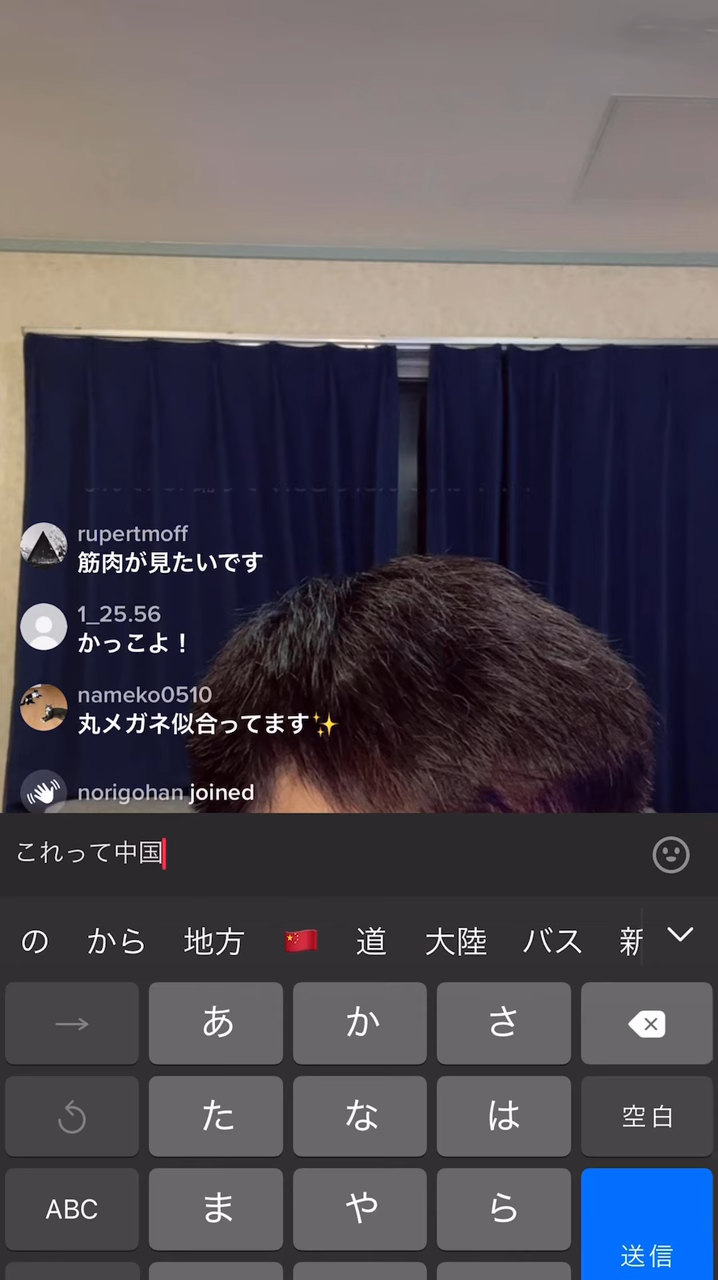 rupertmoff
筋肉が見たいです
1_25.56
かっこよ！
nameko0510
丸メガネ似合ってます✨
norigohan joined
これって中国
の から 地方 🇨🇳 道 大陸 バス 新
→ あ か さ
た な は 空白
ABC ま や ら
送信